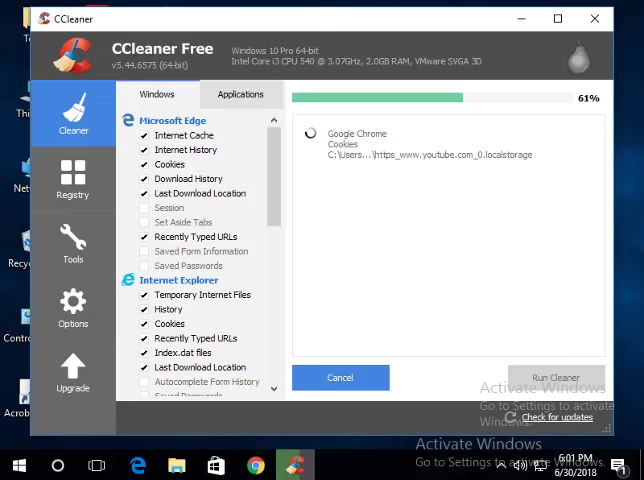 CCleaner
CCleaner Free
v5.44.6575 (64-bit)
Windows 10 Pro 64-bit
Intel Core i3 CPU 540 @ 3.07GHz, 2.0GB RAM, VMware SVGA 3D
Cleaner
Registry
Tools
Options
Upgrade
Windows
Applications
Microsoft Edge
Internet Cache
Internet History
Cookies
Download History
Last Download Location
Session
Set Aside Tabs
Recently Typed URLs
Saved Form Information
Saved Passwords
Internet Explorer
Temporary Internet Files
History
Cookies
Recently Typed URLs
Index.dat files
Last Download Location
Autocomplete Form History
Saved Passwords
61%
Google Chrome
Cookies
C:\Users...\https_www.youtube.com_0.localstorage
Cancel
Run Cleaner
Activate Windows
Go to Settings to activate
Windows.
Check for updates
Activate Windows
Go to Settings to activate Windows.
6:01 PM
6/30/2018
1